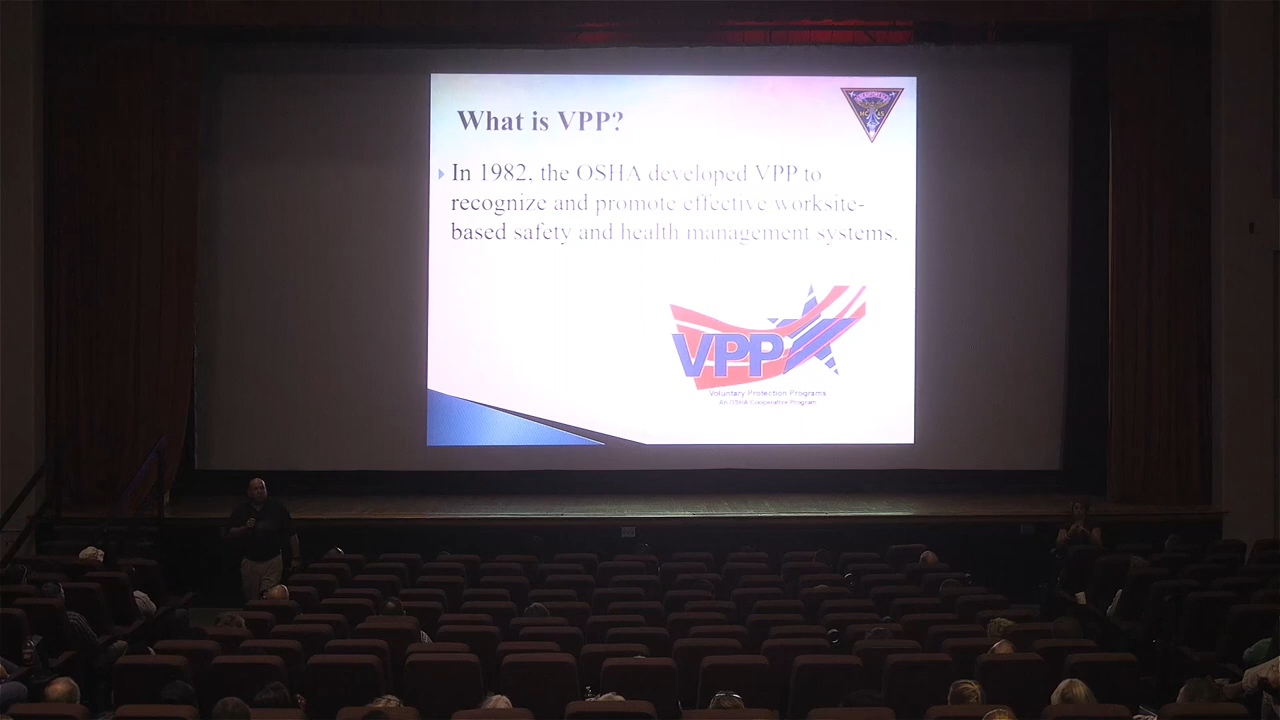 What is VPP?
In 1982, the OSHA developed VPP to
recognize and promote effective worksite-
based safety and health management systems.
VPP
Voluntary Protection Programs
An OSHA Cooperative Program